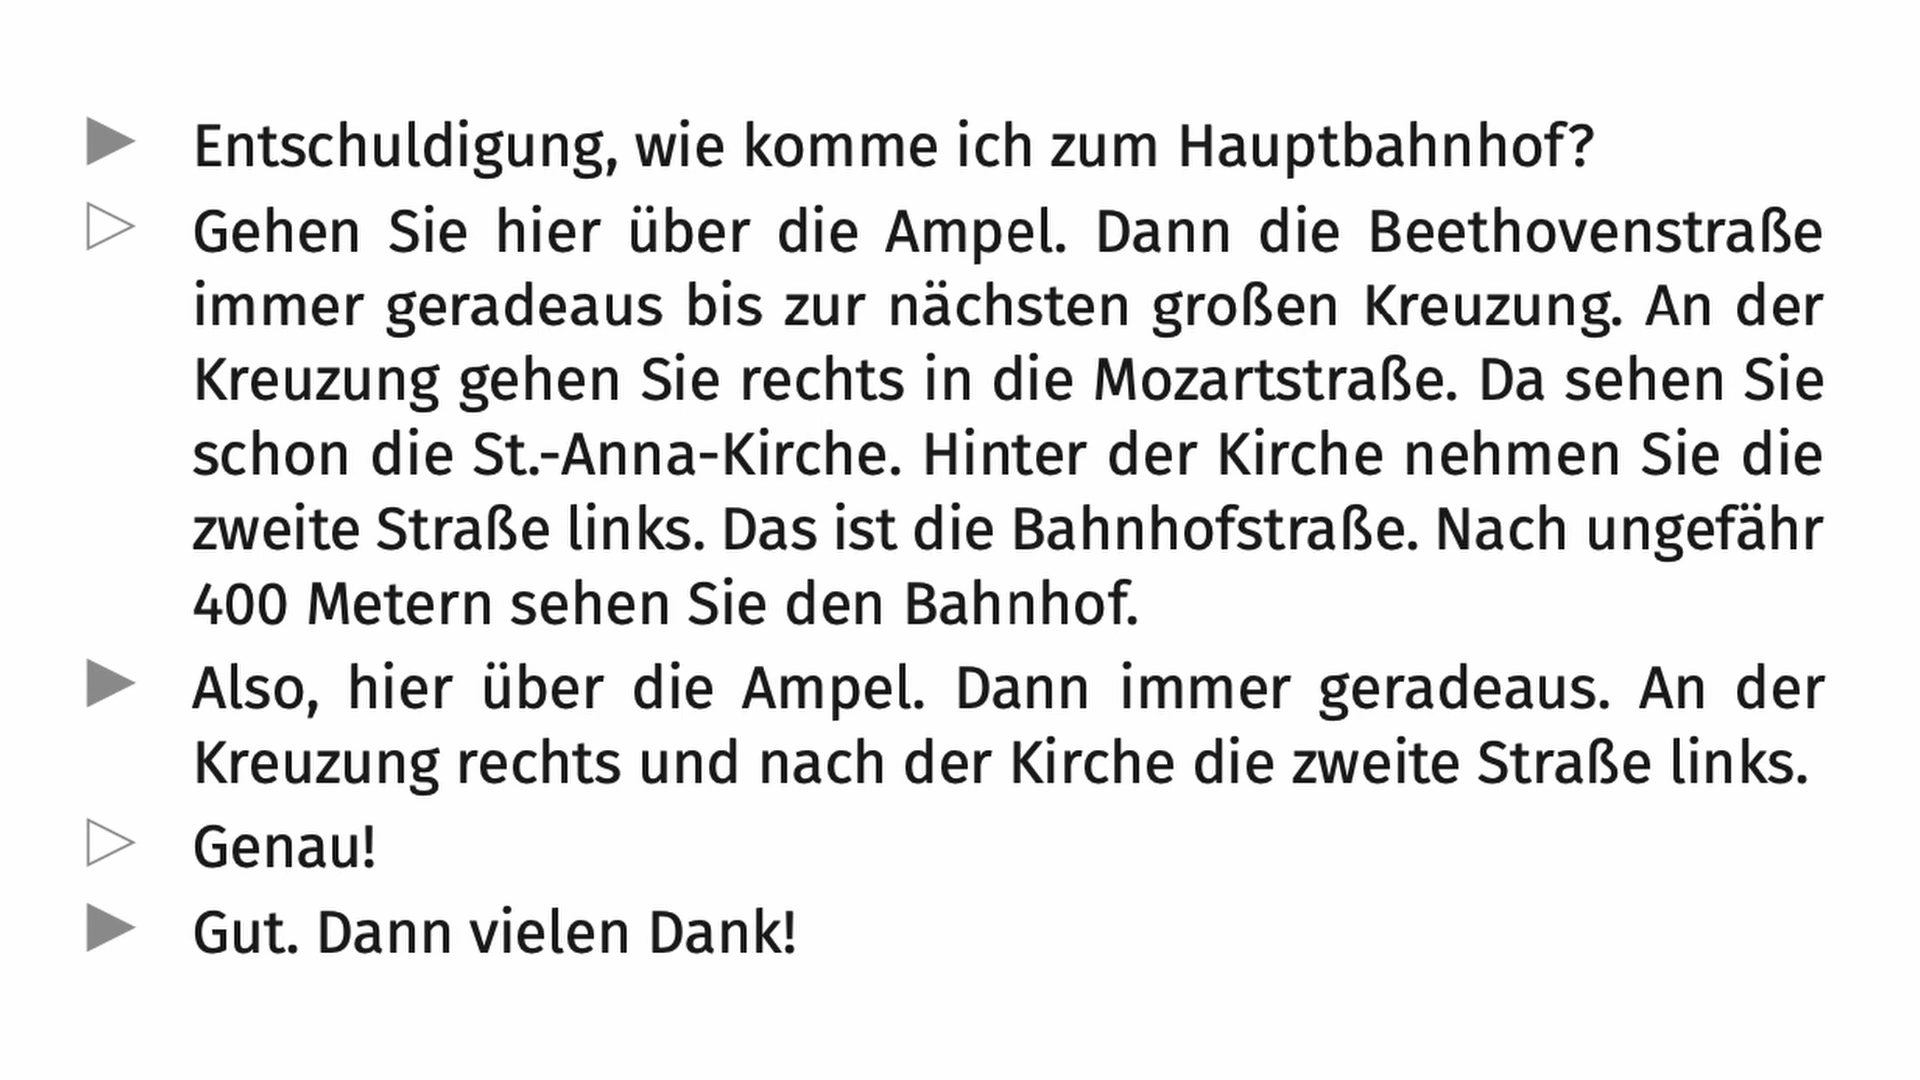 Entschuldigung, wie komme ich zum Hauptbahnhof?
Gehen Sie hier über die Ampel. Dann die Beethovenstraße
immer geradeaus bis zur nächsten großen Kreuzung. An der
Kreuzung gehen Sie rechts in die Mozartstraße. Da sehen Sie
schon die St.-Anna-Kirche. Hinter der Kirche nehmen Sie die
zweite Straße links. Das ist die Bahnhofstraße. Nach ungefähr
400 Metern sehen Sie den Bahnhof.
Also, hier über die Ampel. Dann immer geradeaus. An der
Kreuzung rechts und nach der Kirche die zweite Straße links.
Genau!
Gut. Dann vielen Dank!